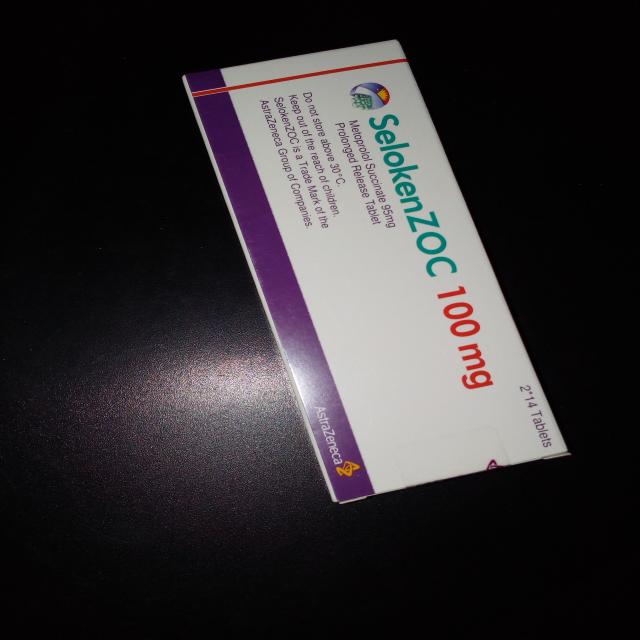 SelokenZOC 100 mg
Metoprolol Succinate 95mg
Prolonged Release Tablet
Do not store above 30°C.
Keep out of the reach of children.
SelokenZOC is a Trade Mark of the
AstraZeneca Group of Companies.
2*14 Tablets
AstraZeneca